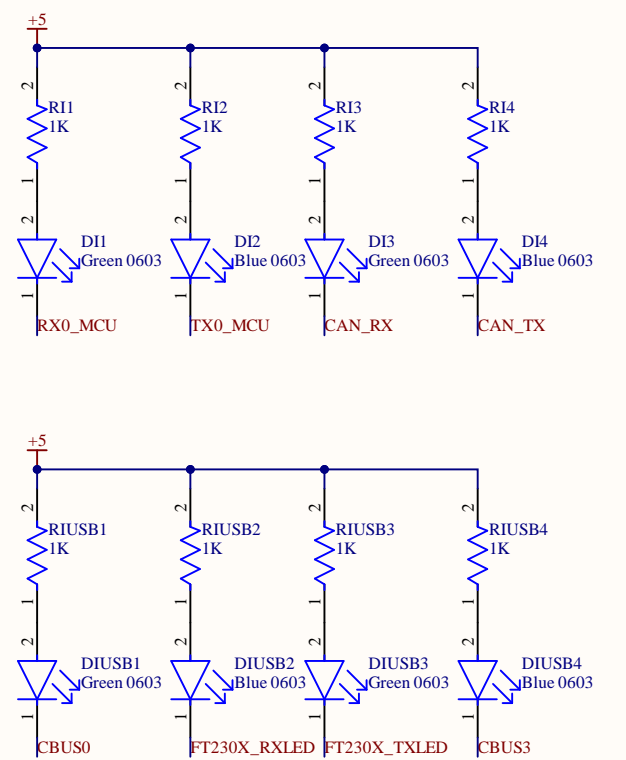 +5
2 2 2 2
RI1 RI2 RI3 RI4
1K 1K 1K 1K
1 1 1 1
2 2 2 2
DI1 DI2 DI3 DI4
Green 0603 Blue 0603 Green 0603 Blue 0603
1 1 1 1
RX0_MCU TX0_MCU CAN_RX CAN_TX
+5
2 2 2 2
RIUSB1 RIUSB2 RIUSB3 RIUSB4
1K 1K 1K 1K
1 1 1 1
2 2 2 2
DIUSB1 DIUSB2 DIUSB3 DIUSB4
Green 0603 Blue 0603 Green 0603 Blue 0603
1 1 1 1
CBUS0 FT230X_RXLED FT230X_TXLED CBUS3